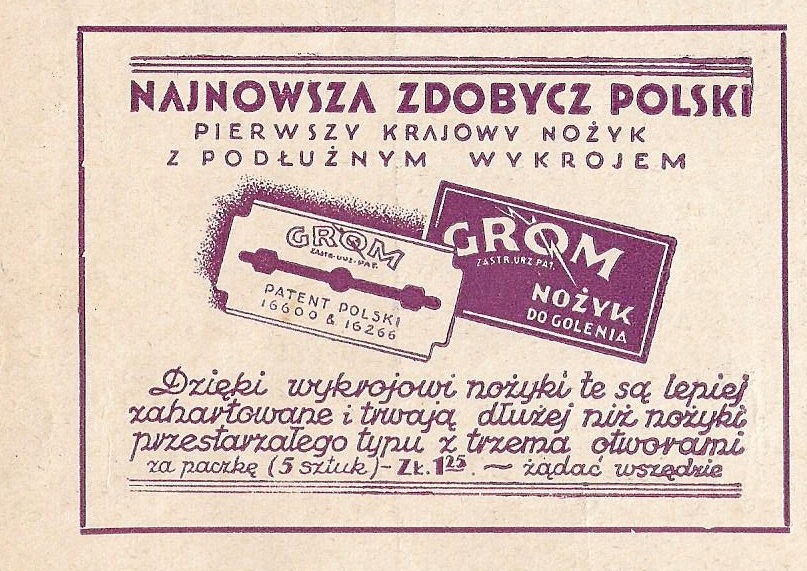 NAJNOWSZA ZDOBYCZ POLSKI
PIERWSZY KRAJOWY NOŻYK
Z PODŁUŻNYM WYKROJEM
GROM
ZASTR. URZ. PAT.
PATENT POLSKI
16600 & 16266
GROM
ZASTR. URZ. PAT.
NOŻYK
DO GOLENIA
Dzięki wykrojowi nożyki te są lepiej
zahartowane i trwają dłużej niż nożyki
przestarzałego typu z trzema otworami
za paczkę (5 sztuk) - ZŁ. 1 25. ~ żądać wszędzie